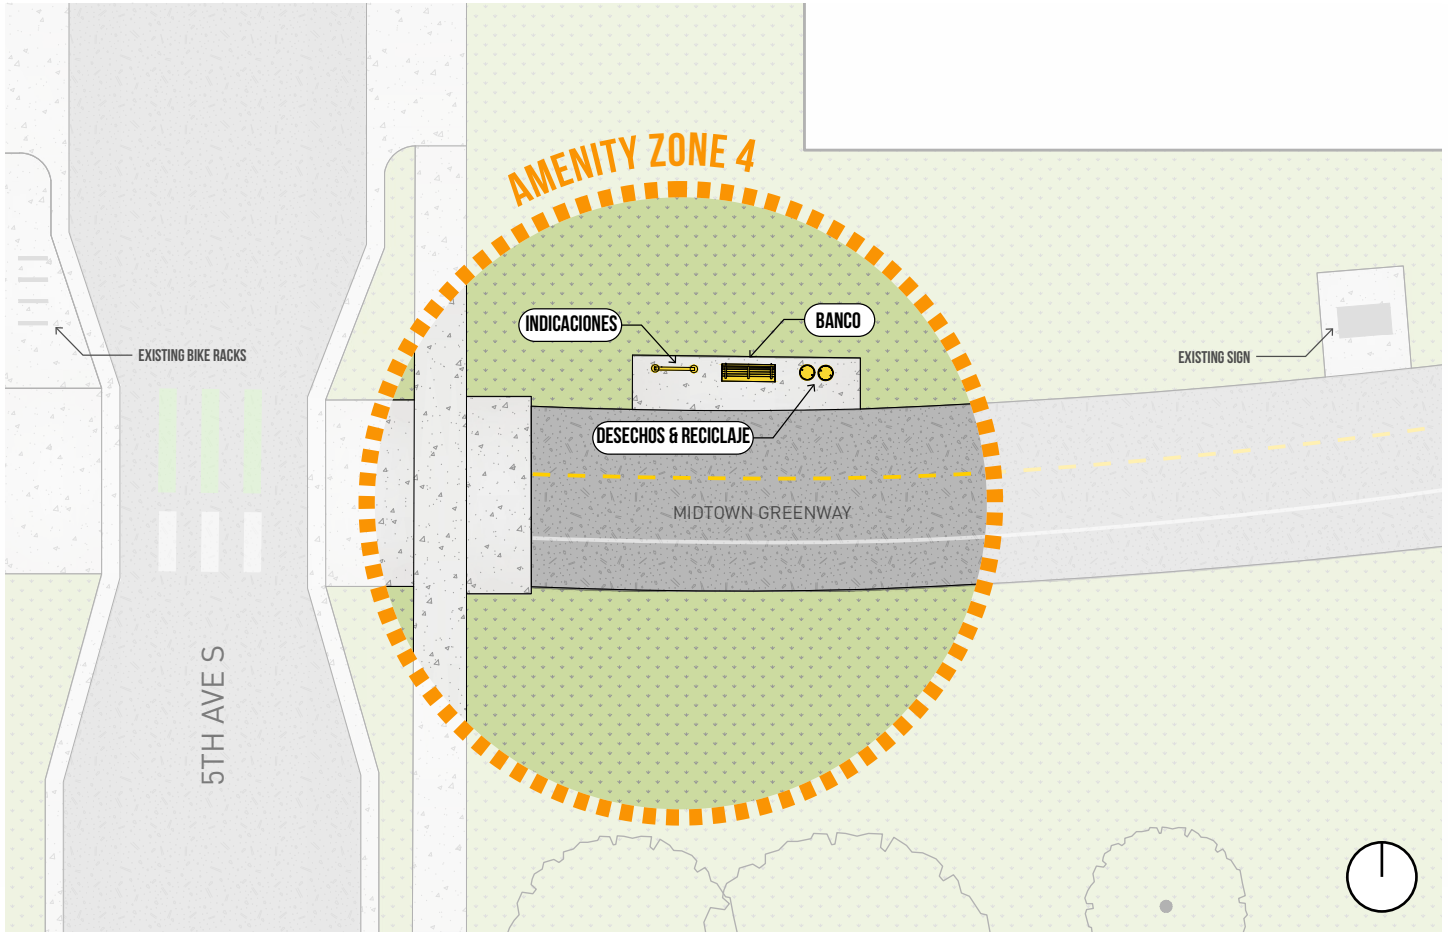 AMENITY ZONE 4
INDICACIONES
BANCO
EXISTING BIKE RACKS
EXISTING SIGN
DESECHOS & RECICLAJE
MIDTOWN GREENWAY
5TH AVE S